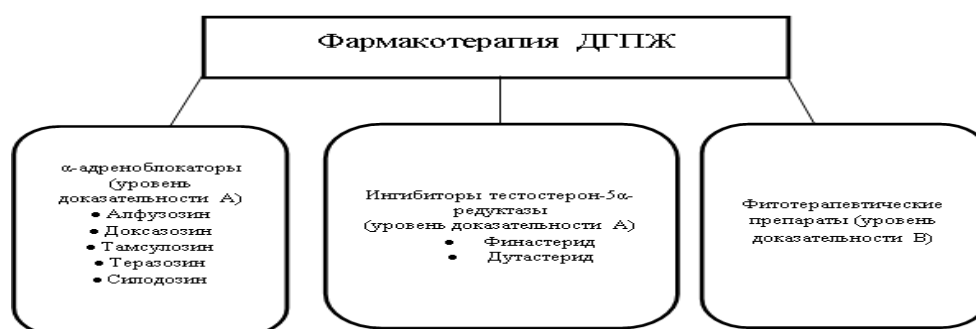 Фармакотерапия ДГПЖ
α-адреноблокаторы
(уровень
доказательности А)
• Алфузозин
• Доксазозин
• Тамсулозин
• Теразозин
• Силодозин
Ингибиторы тестостерон-5α-
редуктазы
(уровень доказательности А)
• Финастерид
• Дутастерид
Фитотерапевтические
препараты (уровень
доказательности В)